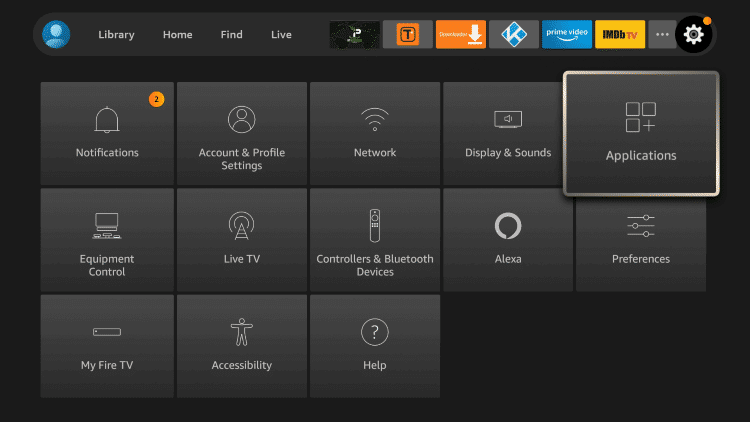 Library
Home
Find
Live
T
Downloader
prime video
IMDb TV
2
Notifications
Account & Profile
Settings
Network
Display & Sounds
Applications
Equipment
Control
Live TV
Controllers & Bluetooth
Devices
Alexa
Preferences
My Fire TV
Accessibility
?
Help